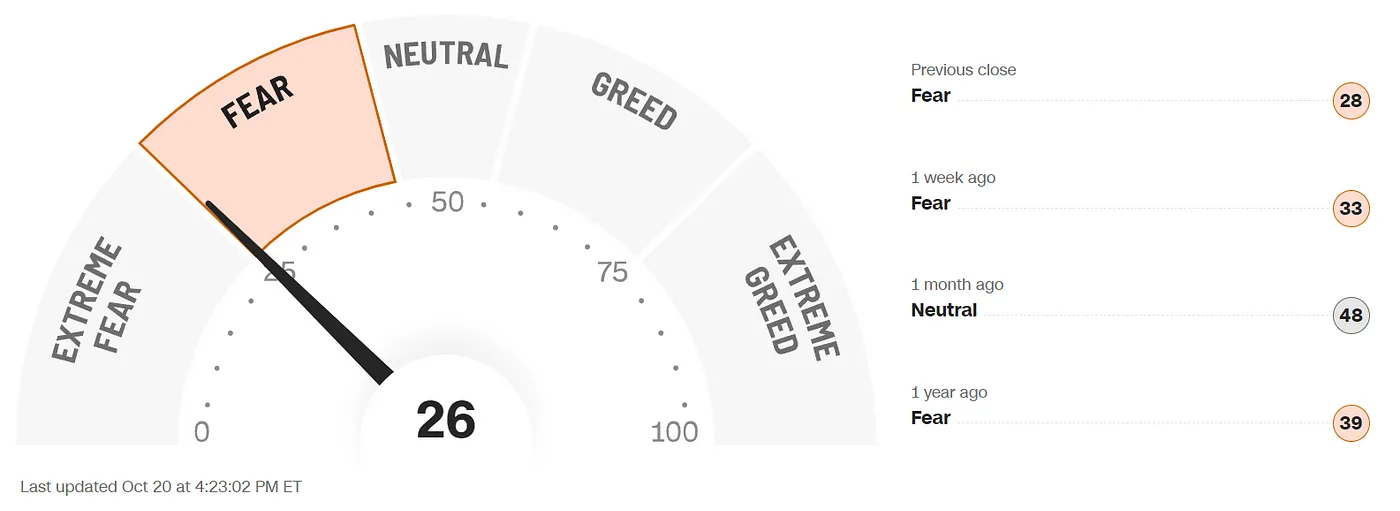 EXTREME
FEAR
FEAR
NEUTRAL
GREED
EXTREME
GREED
0
25
50
75
100
26
Last updated Oct 20 at 4:23:02 PM ET
Previous close
Fear 28
1 week ago
Fear 33
1 month ago
Neutral 48
1 year ago
Fear 39